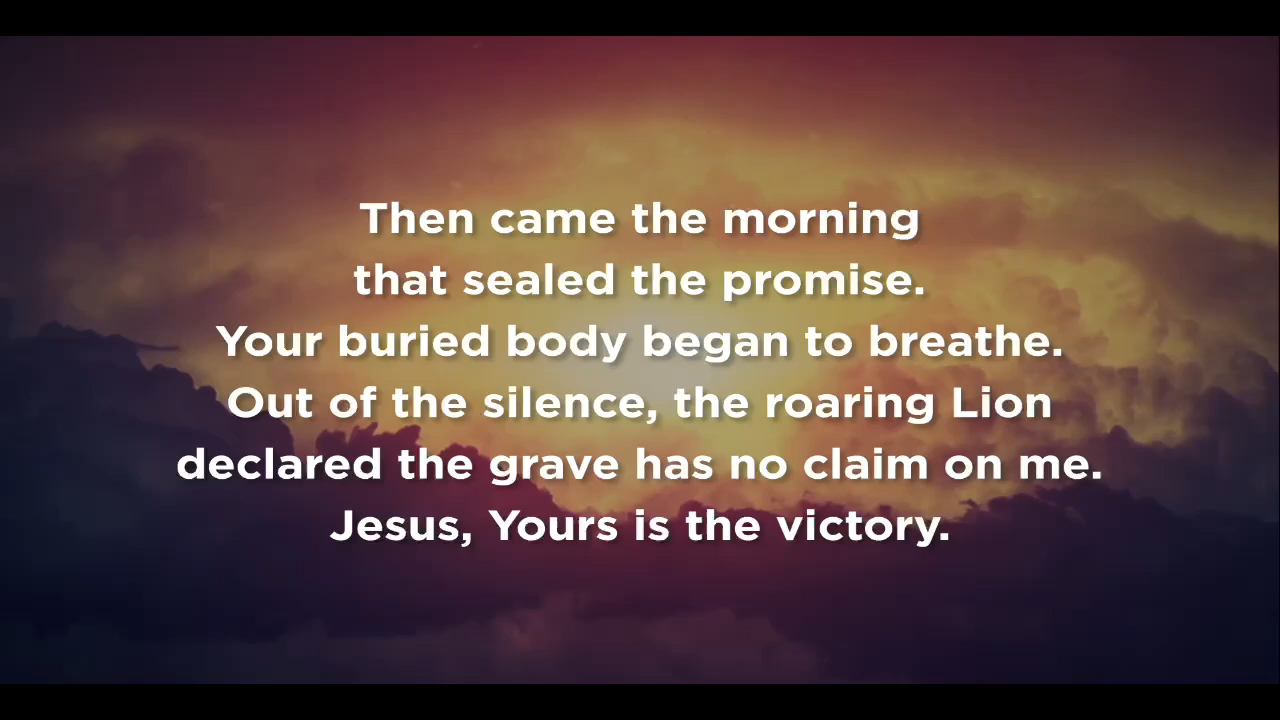 Then came the morning
that sealed the promise.
Your buried body began to breathe.
Out of the silence, the roaring Lion
declared the grave has no claim on me.
Jesus, Yours is the victory.